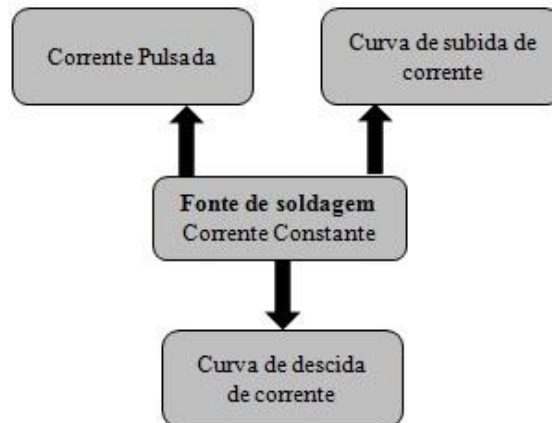 Corrente Pulsada
Curva de subida de
corrente
Fonte de soldagem
Corrente Constante
Curva de descida
de corrente